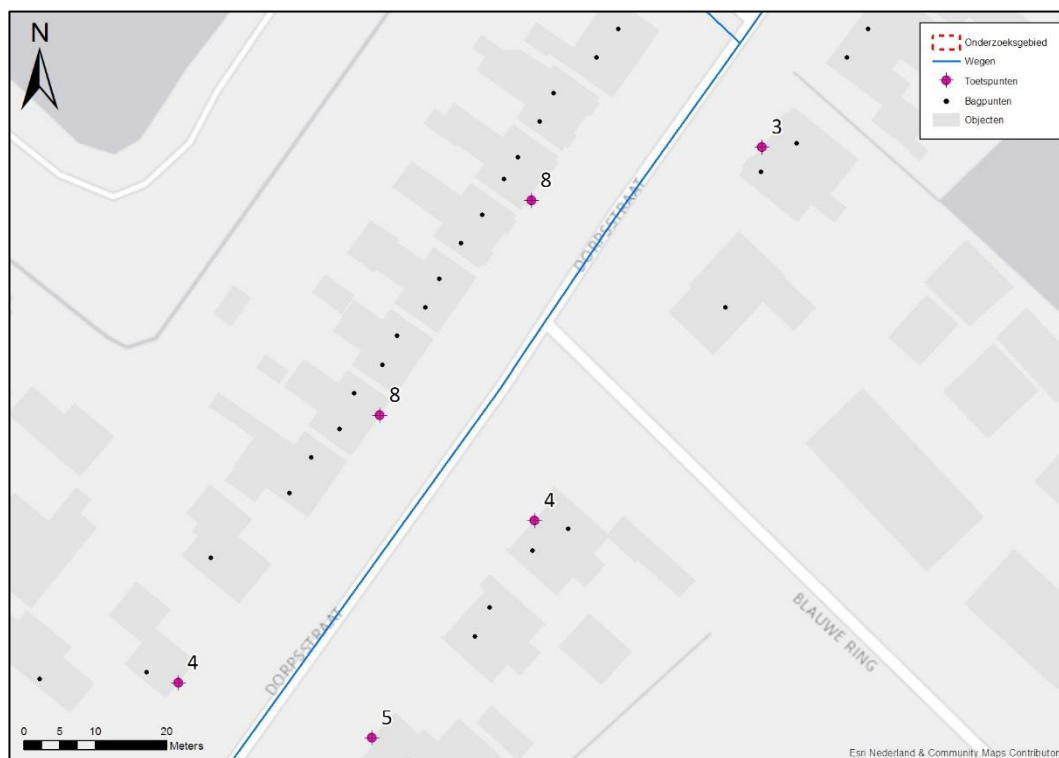 N
Onderzoeksgebied
Wegen
Toetspunten
Bagpunten
Objecten
3
8
DORPSSTRAAT
8
4
BLAUWE RING
DORPSSTRAAT
4
5
0 5 10 20
Meters
Esri Nederland & Community Maps Contributor